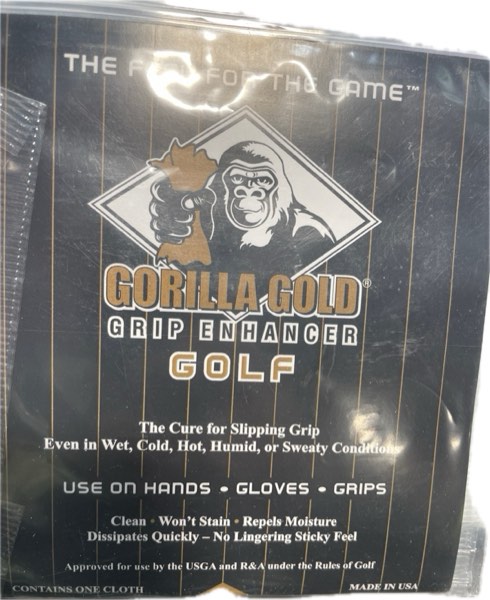 THE FEEL FOR THE GAME™
GORILLA GOLD®
GRIP ENHANCER
GOLF
The Cure for Slipping Grip
Even in Wet, Cold, Hot, Humid, or Sweaty Conditions
USE ON HANDS • GLOVES • GRIPS
Clean • Won't Stain • Repels Moisture
Dissipates Quickly – No Lingering Sticky Feel
Approved for use by the USGA and R&A under the Rules of Golf
CONTAINS ONE CLOTH
MADE IN USA